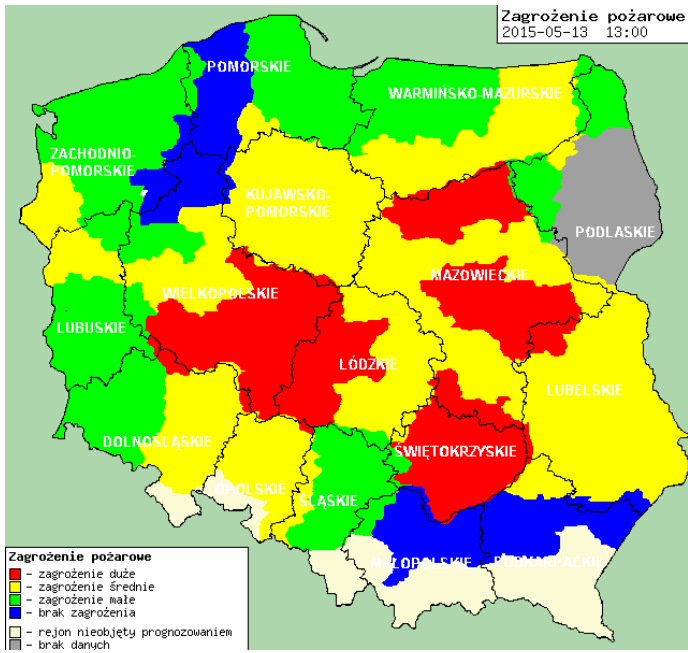 Zagrożenie pożarowe
2015-05-13 13:00
POMORSKIE
WARMIŃSKO-MAZURSKIE
ZACHODNIO-
POMORSKIE
KUJAWSKO-
POMORSKIE
PODLASKIE
MAZOWIECKIE
WIELKOPOLSKIE
LUBUSKIE
ŁÓDZKIE
LUBELSKIE
DOLNOŚLĄSKIE
ŚWIĘTOKRZYSKIE
OPOLSKIE
ŚLĄSKIE
MAŁOPOLSKIE
PODKARPACKIE
Zagrożenie pożarowe
– zagrożenie duże
– zagrożenie średnie
– zagrożenie małe
– brak zagrożenia
– rejon nieobjęty prognozowaniem
– brak danych